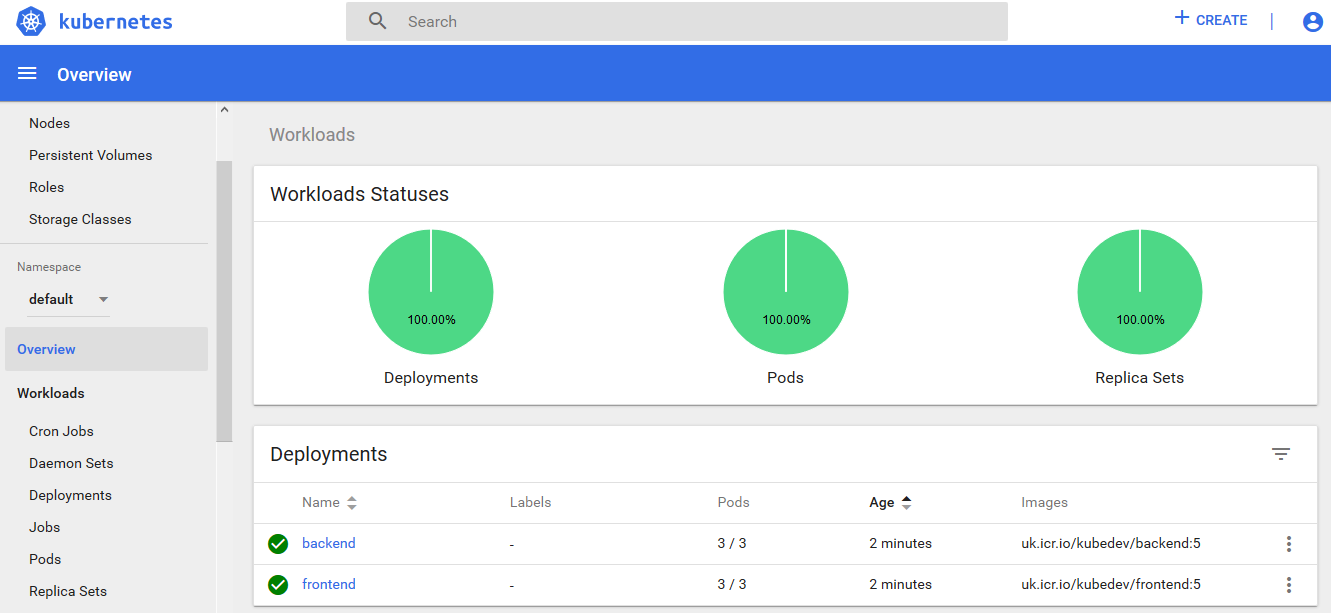 kubernetes
Search
CREATE
Overview
Nodes
Persistent Volumes
Roles
Storage Classes
Namespace
default
Overview
Workloads
Cron Jobs
Daemon Sets
Deployments
Jobs
Pods
Replica Sets
Workloads
Workloads Statuses
100.00% 100.00% 100.00%
Deployments Pods Replica Sets
Deployments
Name Labels Pods Age Images
backend - 3 / 3 2 minutes uk.icr.io/kubedev/backend:5
frontend - 3 / 3 2 minutes uk.icr.io/kubedev/frontend:5